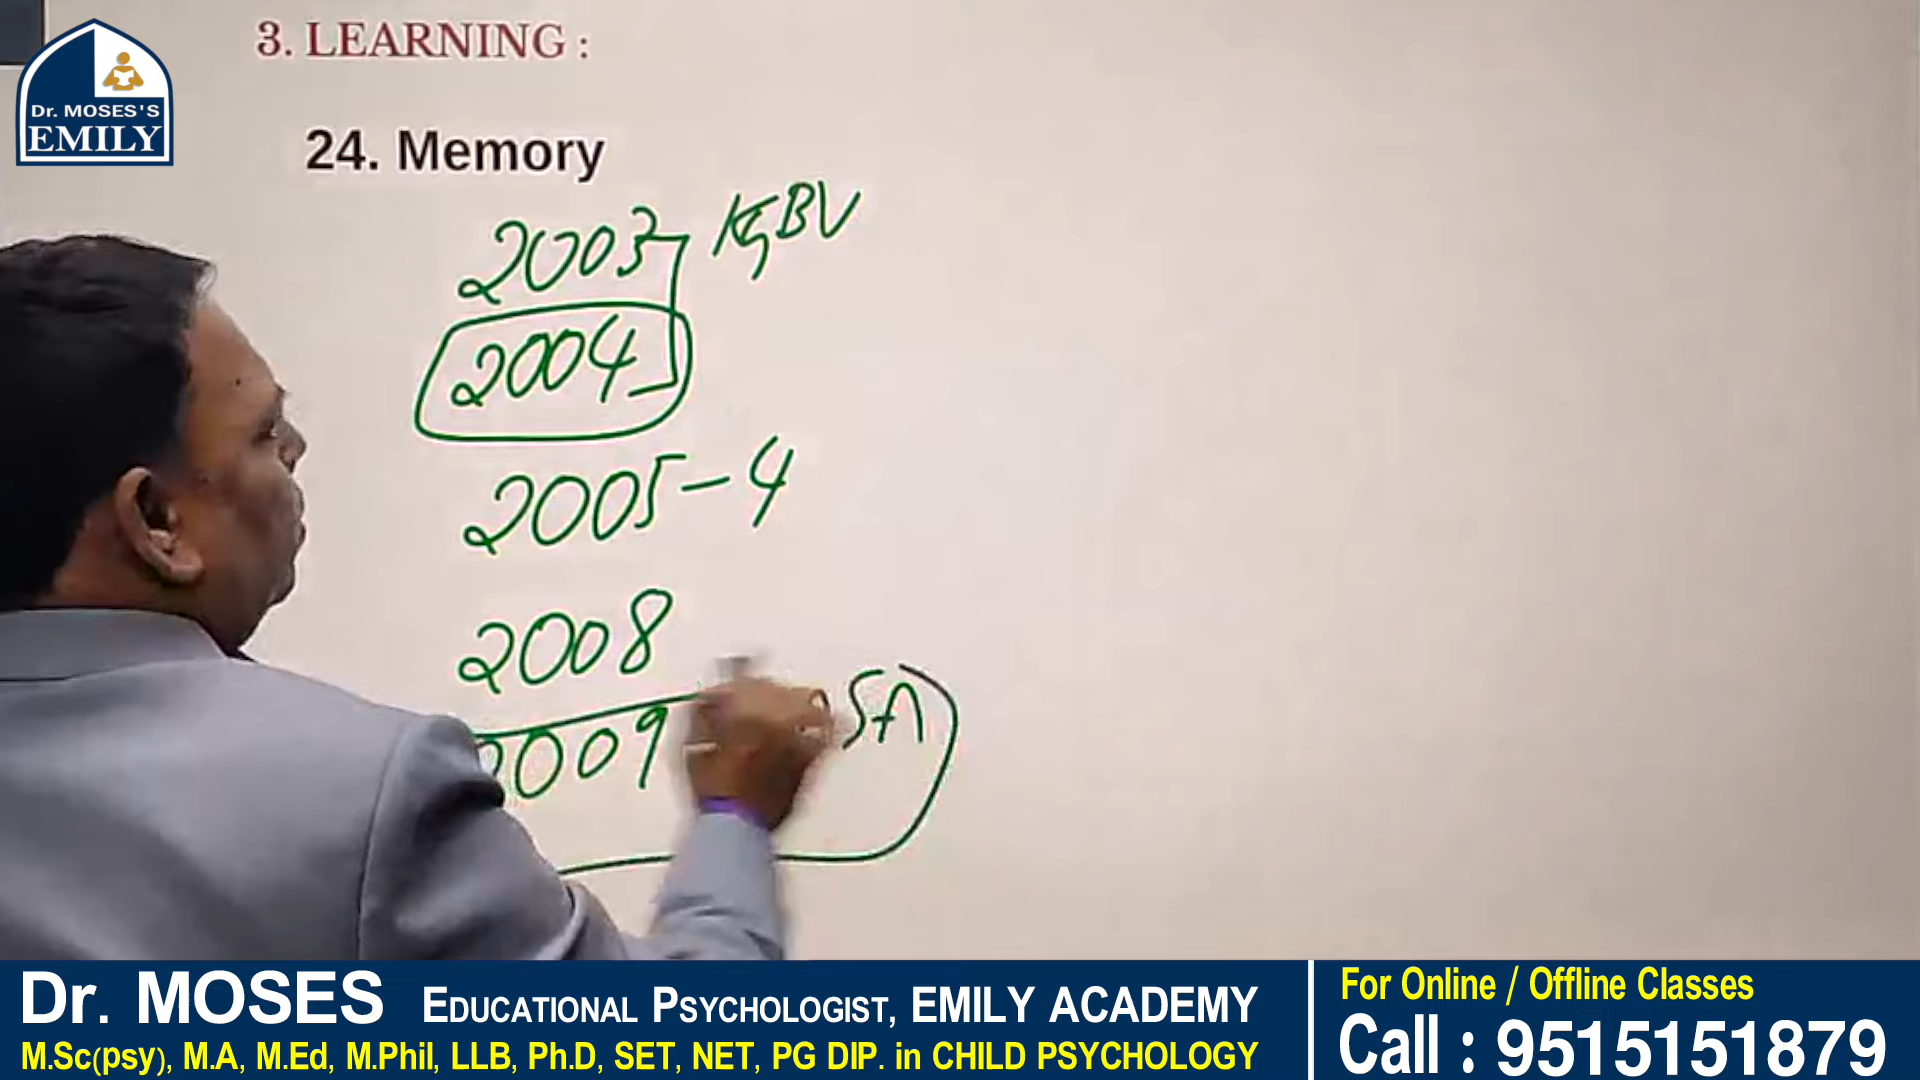 3. LEARNING :
Dr. MOSES'S
EMILY
24. Memory
2003 KGBV
2004
2005-4
2008
2009
Dr. MOSES EDUCATIONAL PSYCHOLOGIST, EMILY ACADEMY
M.Sc(psy), M.A, M.Ed, M.Phil, LLB, Ph.D, SET, NET, PG DIP. in CHILD PSYCHOLOGY
For Online / Offline Classes
Call : 9515151879